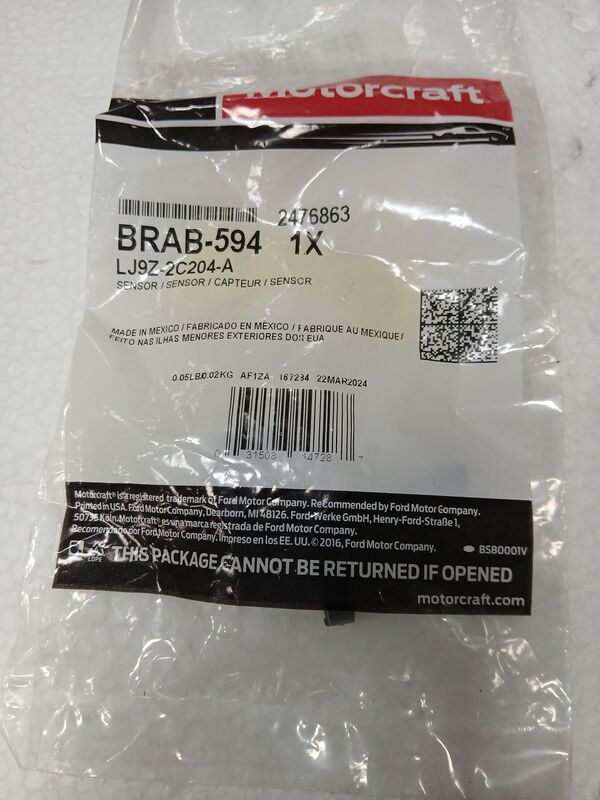 Motorcraft
2476863
BRAB-594 1X
LJ9Z-2C204-A
SENSOR / SENSOR / CAPTEUR / SENSOR
MADE IN MEXICO / FABRICADO EN MÉXICO / FABRIQUE AU MEXIQUE /
FEITO NAS ILHAS MENORES EXTERIORES DOS EUA
0.05LB/0.02KG AF1ZA 167234 22MAR2024
0 31508 14728 7
Motorcraft® is a registered trademark of Ford Motor Company. Recommended by Ford Motor Company.
Printed in USA. Ford Motor Company, Dearborn, MI 48126. Ford-Werke GmbH, Henry-Ford-Straße 1,
50735 Köln. Motorcraft® es una marca registrada de Ford Motor Company.
Recomendado por Ford Motor Company. Impreso en los EE. UU. © 2016, Ford Motor Company.
BSB0001V
LDPE
THIS PACKAGE CANNOT BE RETURNED IF OPENED
motorcraft.com